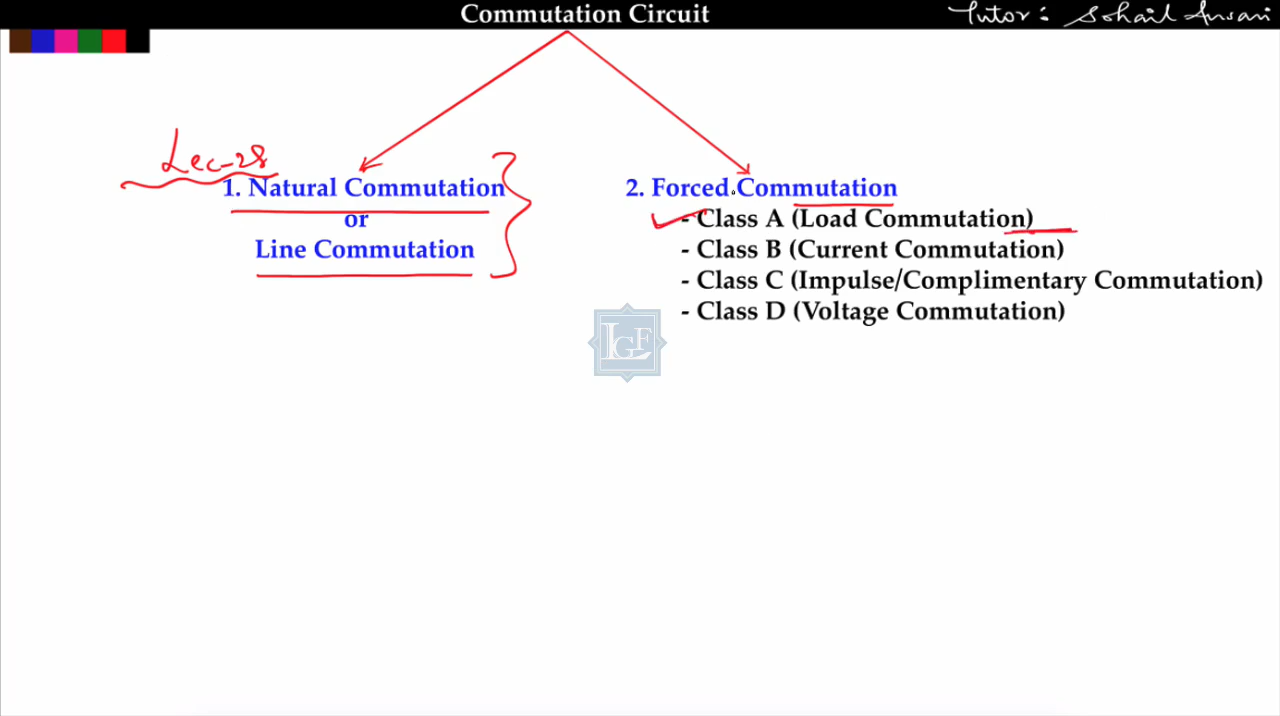 Commutation Circuit
Tutor: Sohail Ansari
Lec-28
1. Natural Commutation
or
Line Commutation
2. Forced Commutation
- Class A (Load Commutation)
- Class B (Current Commutation)
- Class C (Impulse/Complimentary Commutation)
- Class D (Voltage Commutation)
LGF